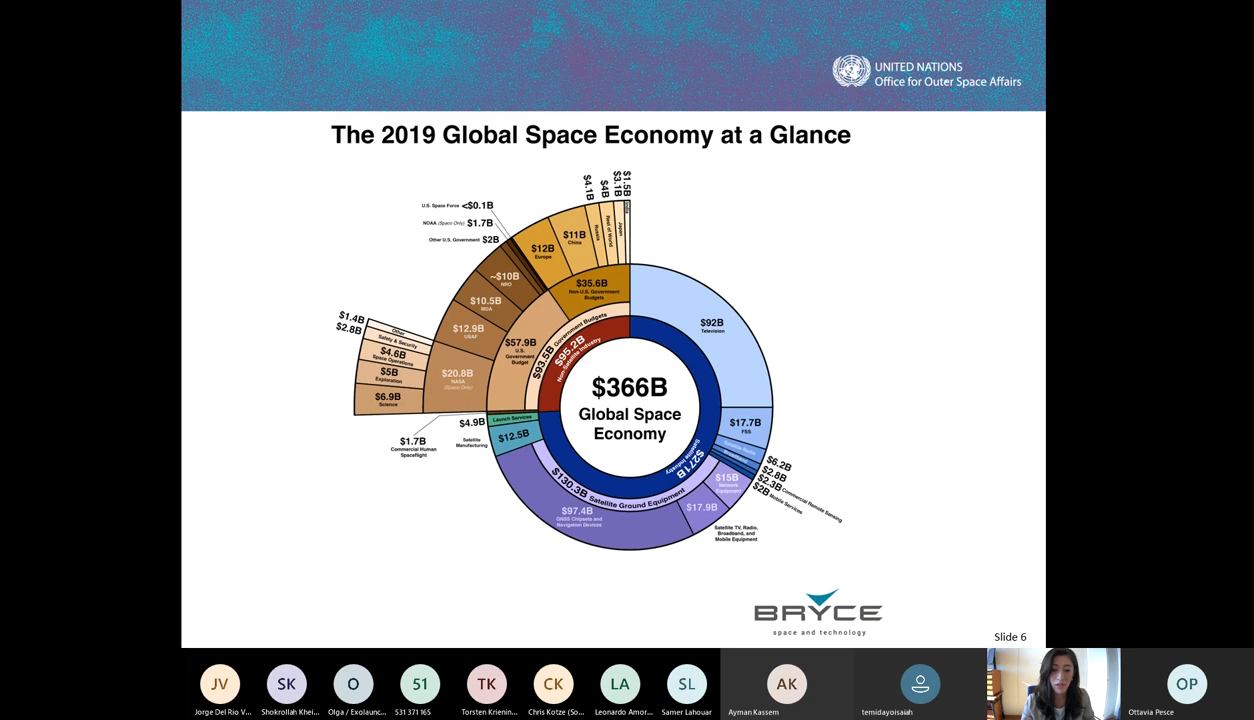 UNITED NATIONS
Office for Outer Space Affairs
The 2019 Global Space Economy at a Glance
$366B
Global Space
Economy
$95.2B
Non-Satellite Industry
$93.5B Government Budgets
$35.6B
Non-U.S. Government
Budgets
$12B
Europe
$11B
China
$4.1B
Russia
$4B
Rest of World
$3.1B
Japan
$1.5B
India
U.S. Space Force <$0.1B
NOAA (Space Only) $1.7B
Other U.S. Government $2B
~$10B
NRO
$10.5B
MDA
$12.9B
USAF
$20.8B
NASA
(Space Only)
$57.9B
U.S.
Government
Budget
$1.4B
Other
$2.8B
Safety & Security
$4.6B
Space Operations
$5B
Exploration
$6.9B
Science
$1.7B
Commercial Human
Spaceflight
$4.9B
Launch Services
Satellite
Manufacturing
$12.5B
$271B
Satellite Industry
$130.3B Satellite Ground Equipment
$97.4B
GNSS Chipsets and
Navigation Devices
$17.9B
Satellite TV, Radio,
Broadband, and
Mobile Equipment
$15B
Network
Equipment
$92B
Television
$17.7B
FSS
$6.2B
$2.8B
$2.3B Commercial Remote Sensing
$2B Mobile Services
BRYCE
space and technology
Slide 6
JV
SK
O
51
TK
CK
LA
SL
AK
OP
Jorge Del Rio V...
Shokrollah Khei...
Olga / Exolaunc...
531 371 165
Torsten Krienin...
Chris Kotze (So...
Leonardo Amor...
Samer Lahouar
Ayman Kassem
temidayoisaiah
Ottavia Pesce